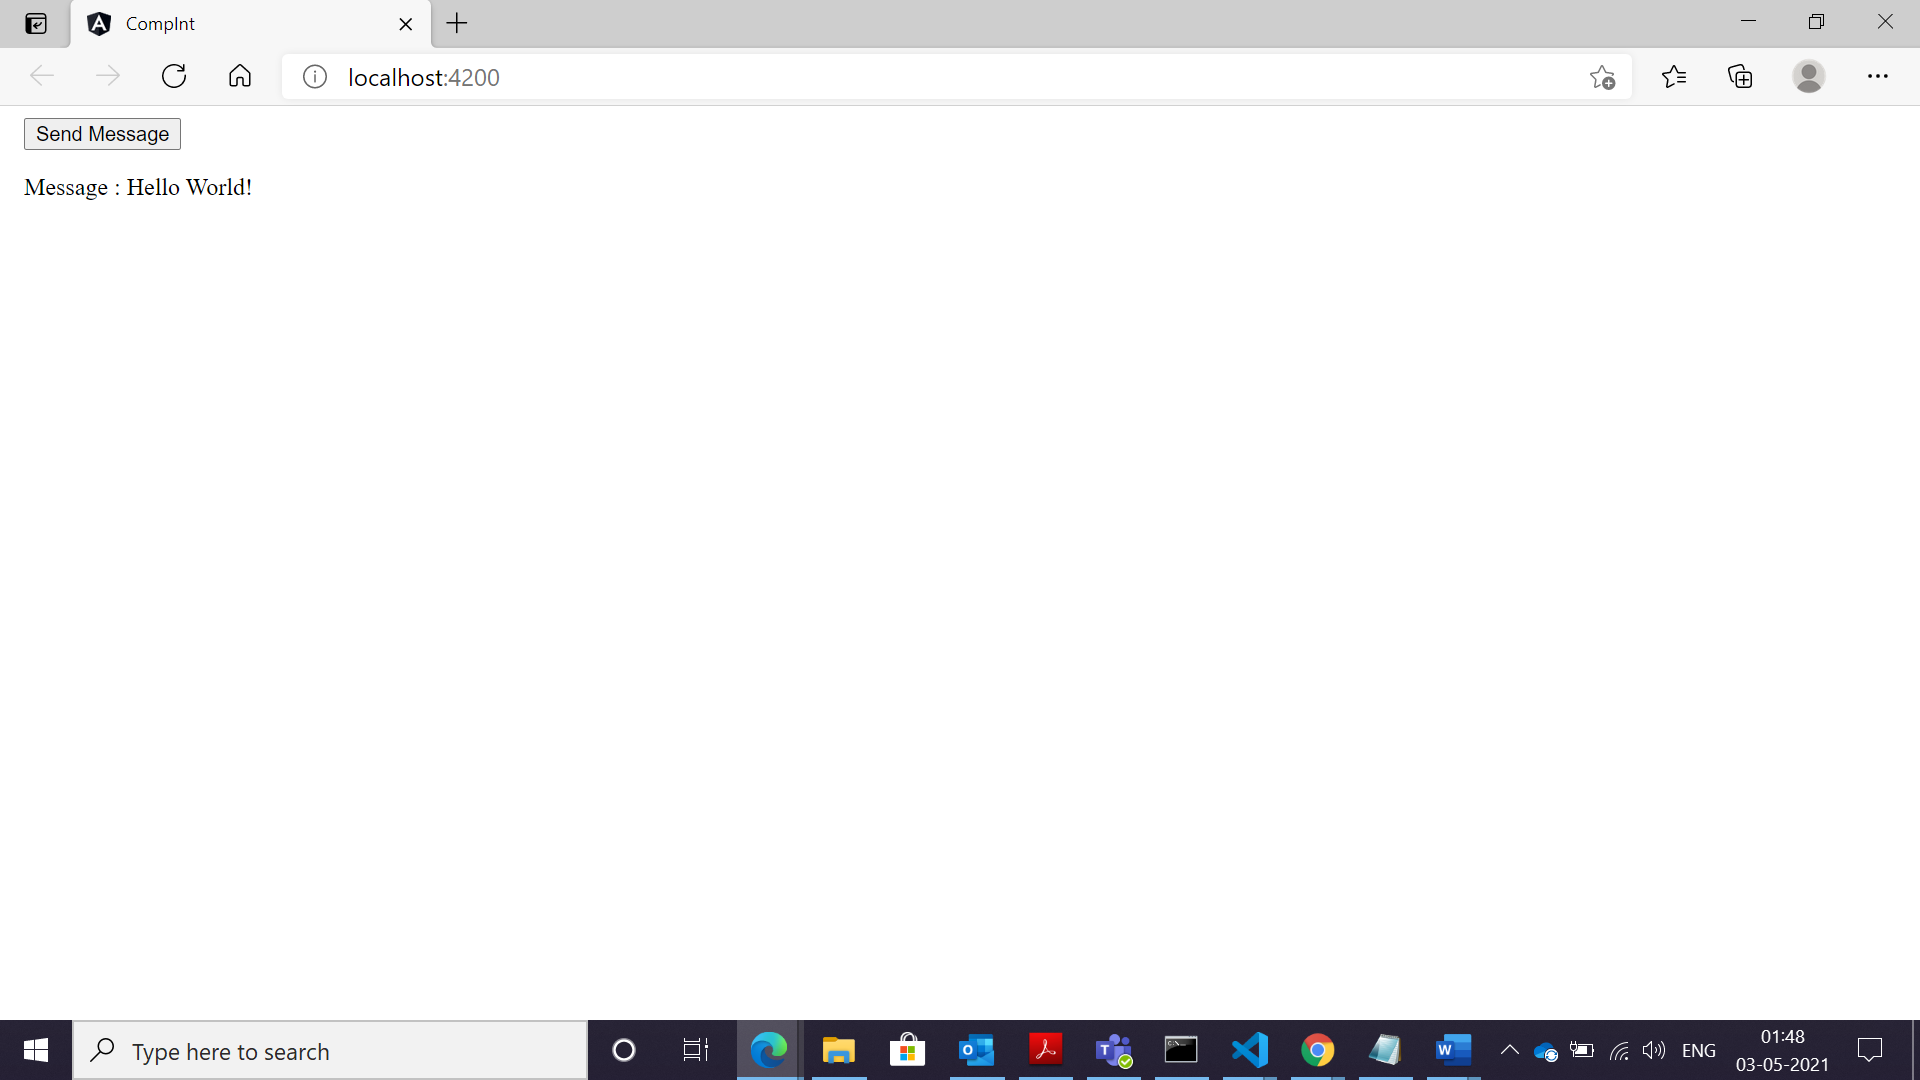 CompInt
localhost:4200
Send Message
Message : Hello World!
Type here to search
ENG
01:48
03-05-2021